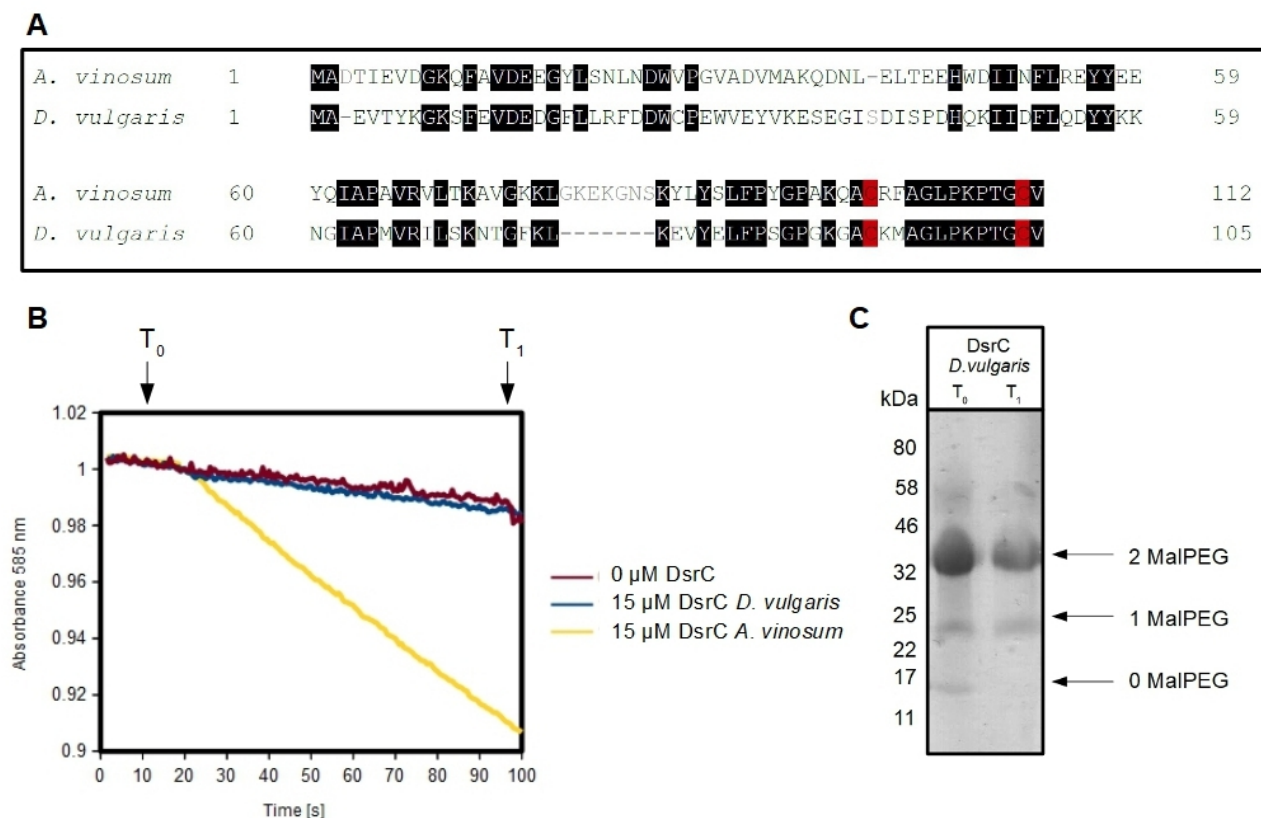 A
A. vinosum 1 MADTIEVDGKQFAVDEEGYLSNLNDWVPGVADVMAKQDNL-ELTEEHWDIINFLREYYEE 59
D. vulgaris 1 MA-EVTYKGKSFEVDEDGFLLRFDDWCPEWVEYVKESEGISDISPDHQKIIDFLQDYYKK 59
A. vinosum 60 YQIAPAVRVLTKAVGKKLGKEKGNSKYLYSLFPYGPAKQACRFAGLPKPTGCV 112
D. vulgaris 60 NGIAPMVRILSKNTGFKL-------KEVYELFPSGPGKGACKMAGLPKPTGCV 105
B
T0 T1
1.02
1
0.98
0.96
0.94
0.92
0.9
Absorbance 585 nm
0 10 20 30 40 50 60 70 80 90 100
Time [s]
0 µM DsrC
15 µM DsrC D. vulgaris
15 µM DsrC A. vinosum
C
DsrC
D.vulgaris
T0 T1
kDa
80
58
46
32
25
22
17
11
2 MalPEG
1 MalPEG
0 MalPEG